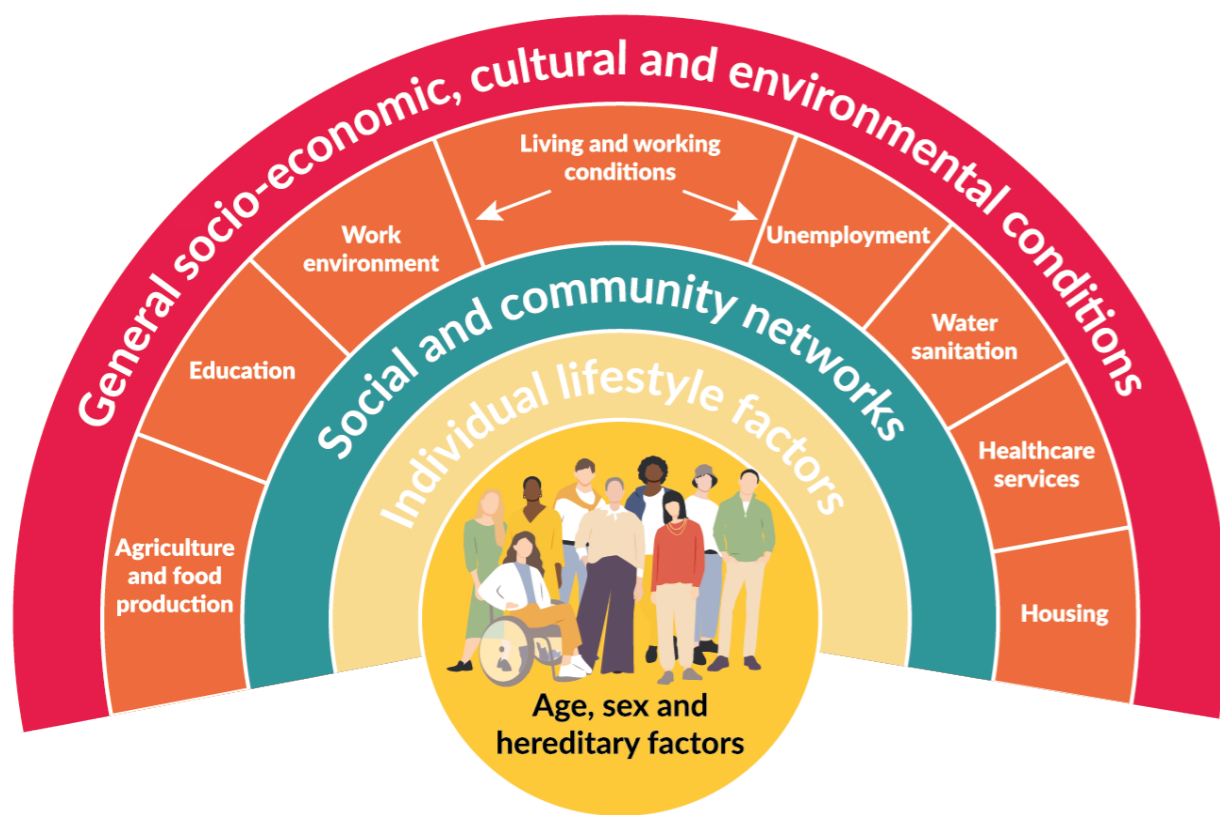 General socio-economic, cultural and environmental conditions
Living and working
conditions
Work
environment
Unemployment
Education
Water
sanitation
Agriculture
and food
production
Healthcare
services
Housing
Social and community networks
Individual lifestyle factors
Age, sex and
hereditary factors